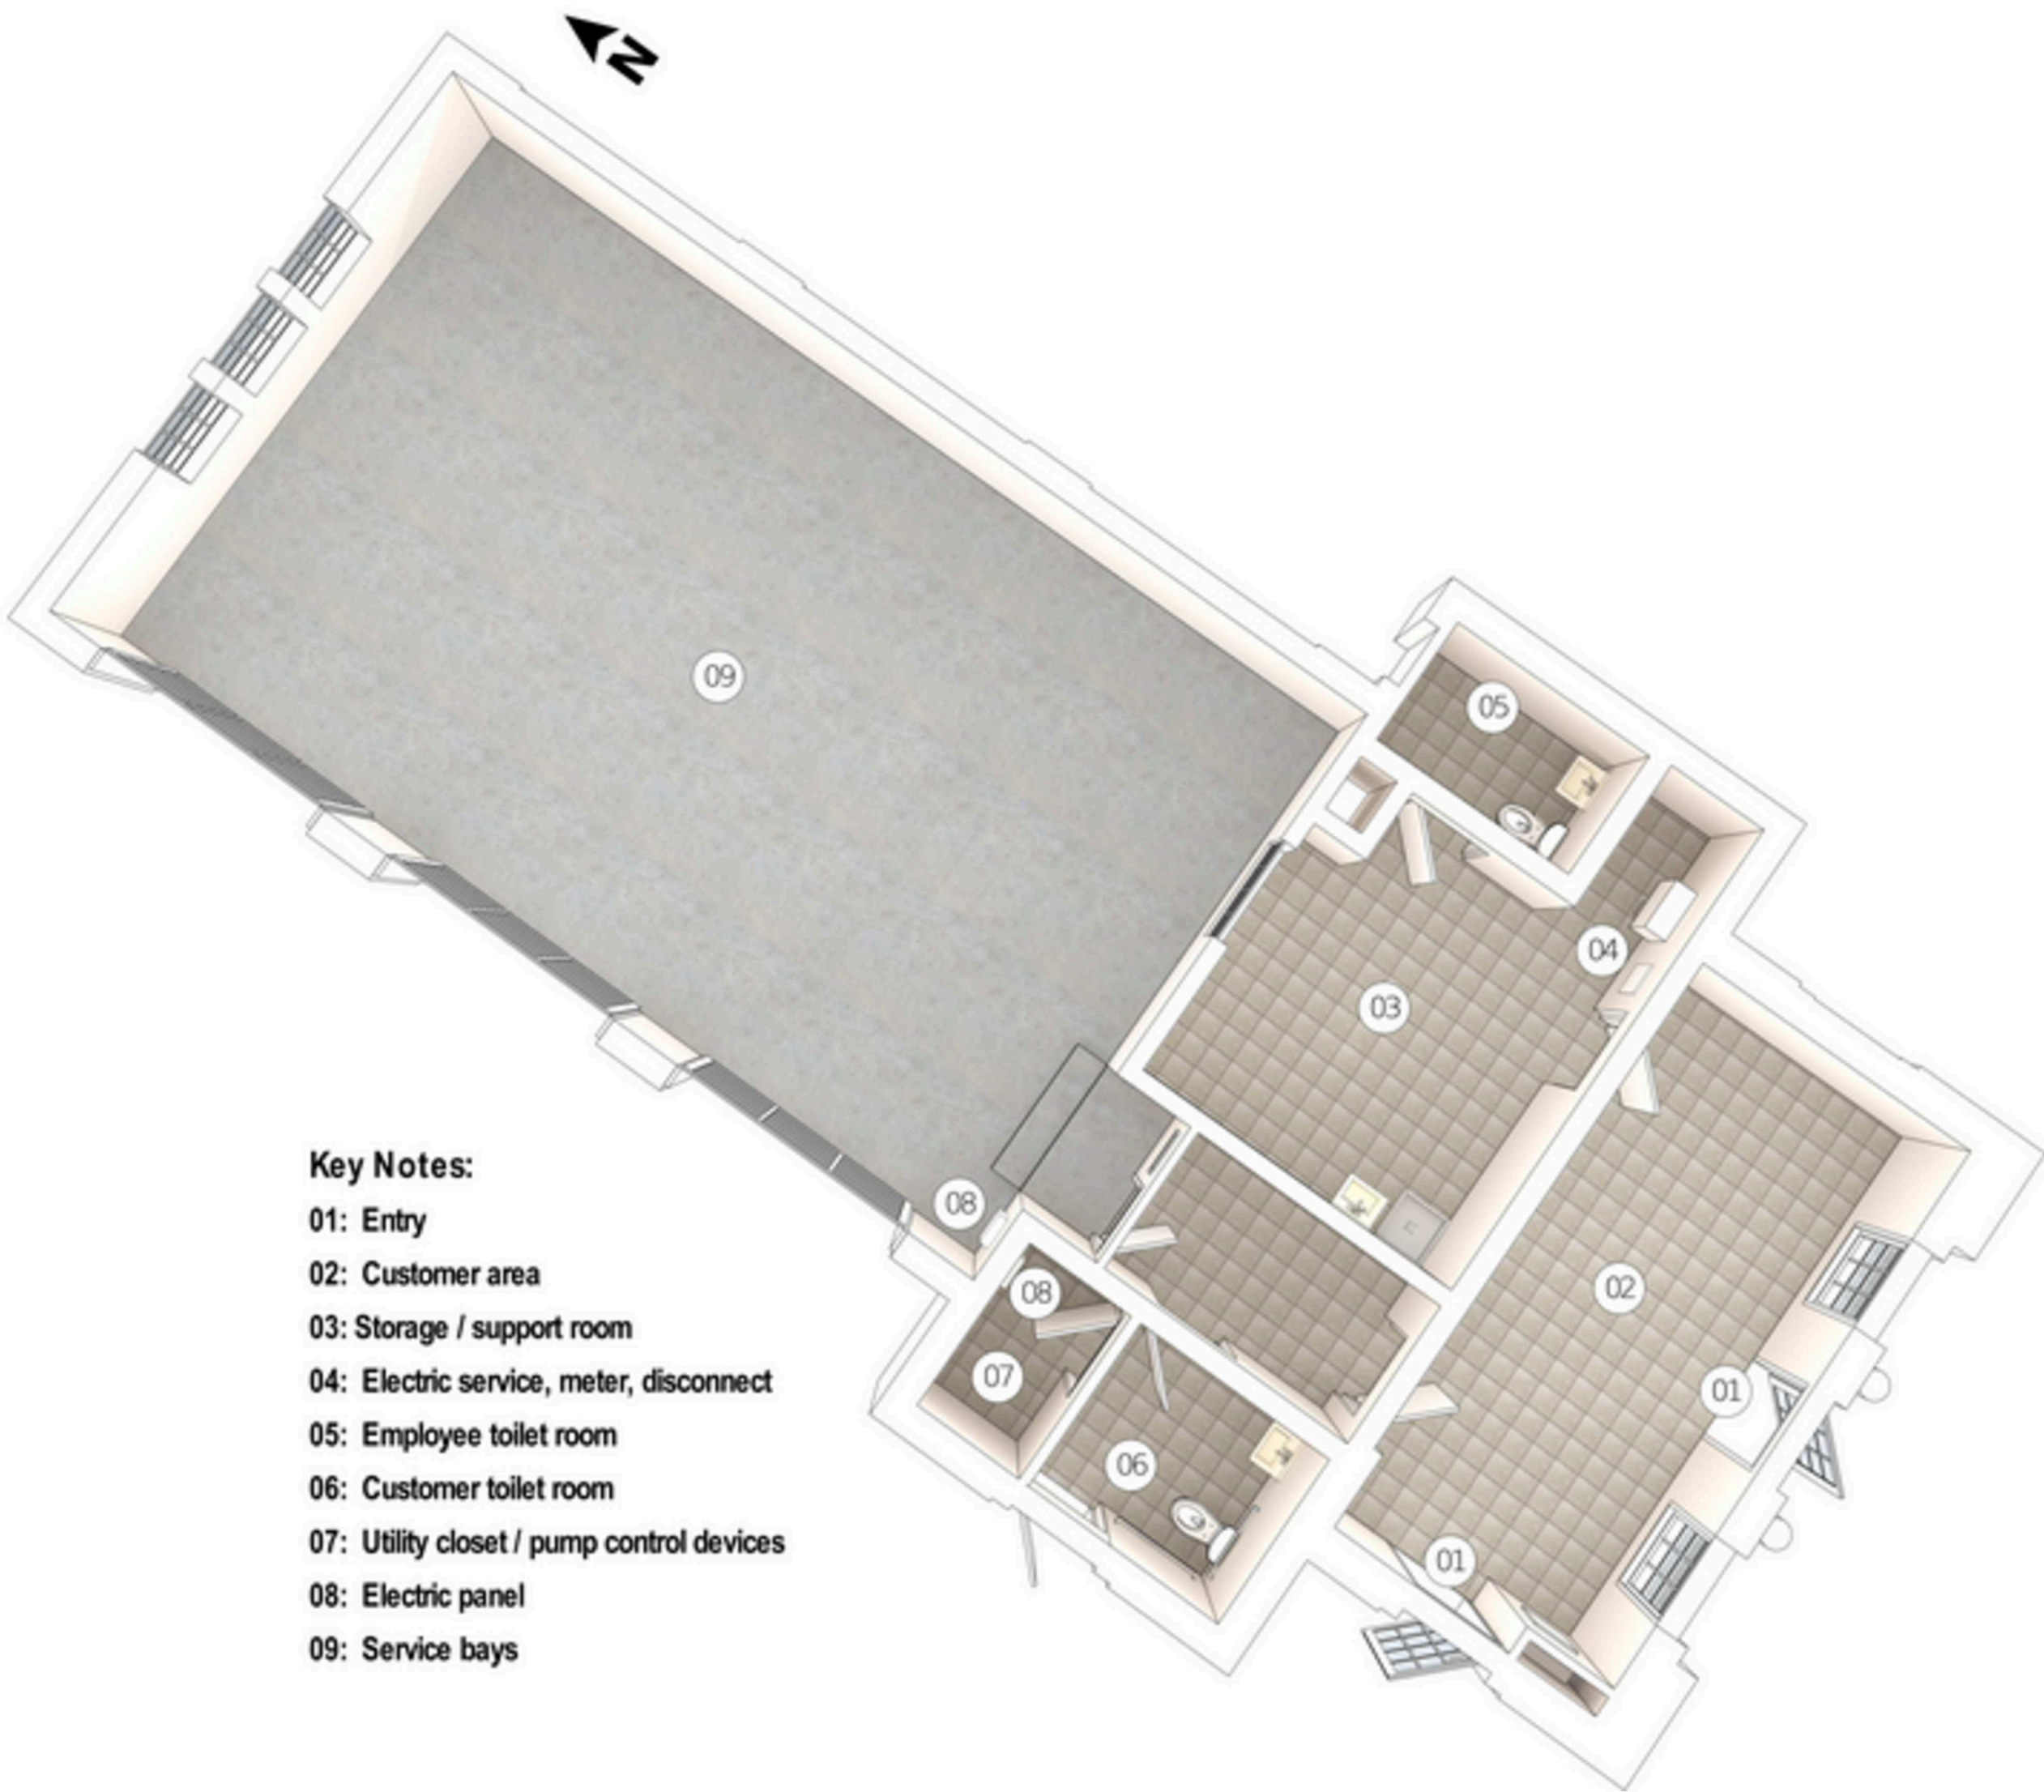 N
09
05
04
03
08
08
02
07
01
06
01
Key Notes:
01: Entry
02: Customer area
03: Storage / support room
04: Electric service, meter, disconnect
05: Employee toilet room
06: Customer toilet room
07: Utility closet / pump control devices
08: Electric panel
09: Service bays